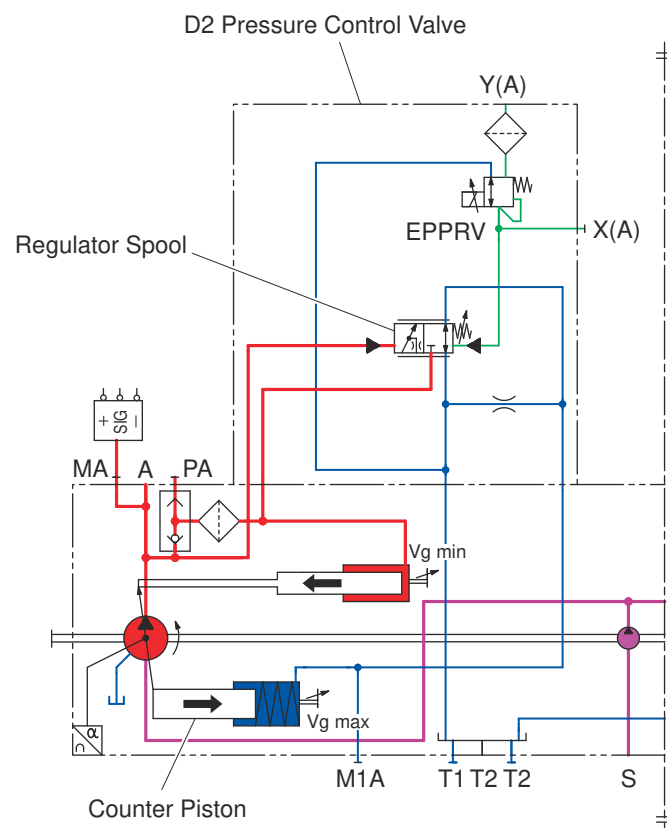 D2 Pressure Control Valve
Y(A)
EPPRV
X(A)
Regulator Spool
+ SIG −
MA
A
PA
Vg min
Vg max
α
M1A
T1
T2
T2
S
Counter Piston